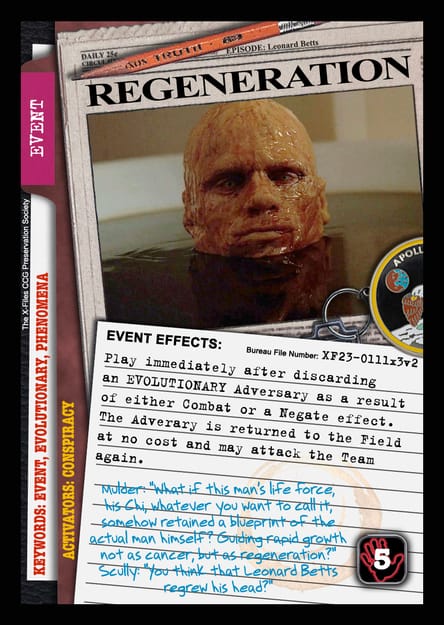 DAILY 25¢
TRUTH
EPISODE: Leonard Betts
REGENERATION
EVENT
The X-Files CCG Preservation Society
KEYWORDS: EVENT, EVOLUTIONARY, PHENOMENA
ACTIVATORS: CONSPIRACY
APOLL
EVENT EFFECTS:
Bureau File Number: XF23-0111x3v2
Play immediately after discarding
an EVOLUTIONARY Adversary as a result
of either Combat or a Negate effect.
The Adverary is returned to the Field
at no cost and may attack the Team
again.
Mulder: "What if this man's life force,
his Chi, whatever you want to call it,
somehow retained a blueprint of the
actual man himself? Guiding rapid growth
not as cancer, but as regeneration?"
Scully: "You think that Leonard Betts
regrew his head?"
5